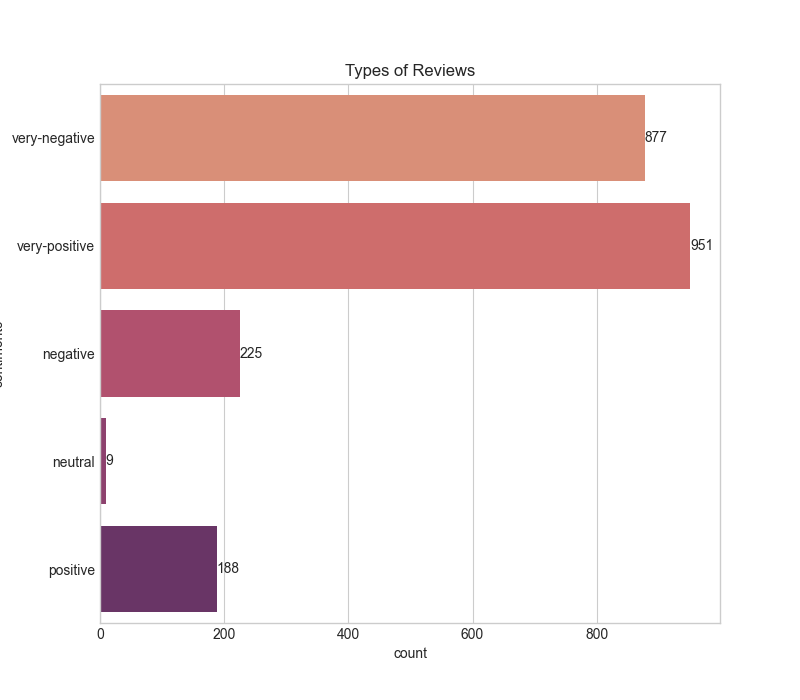 Types of Reviews
very-negative
877
very-positive
951
negative
225
neutral
9
positive
188
0 200 400 600 800
count